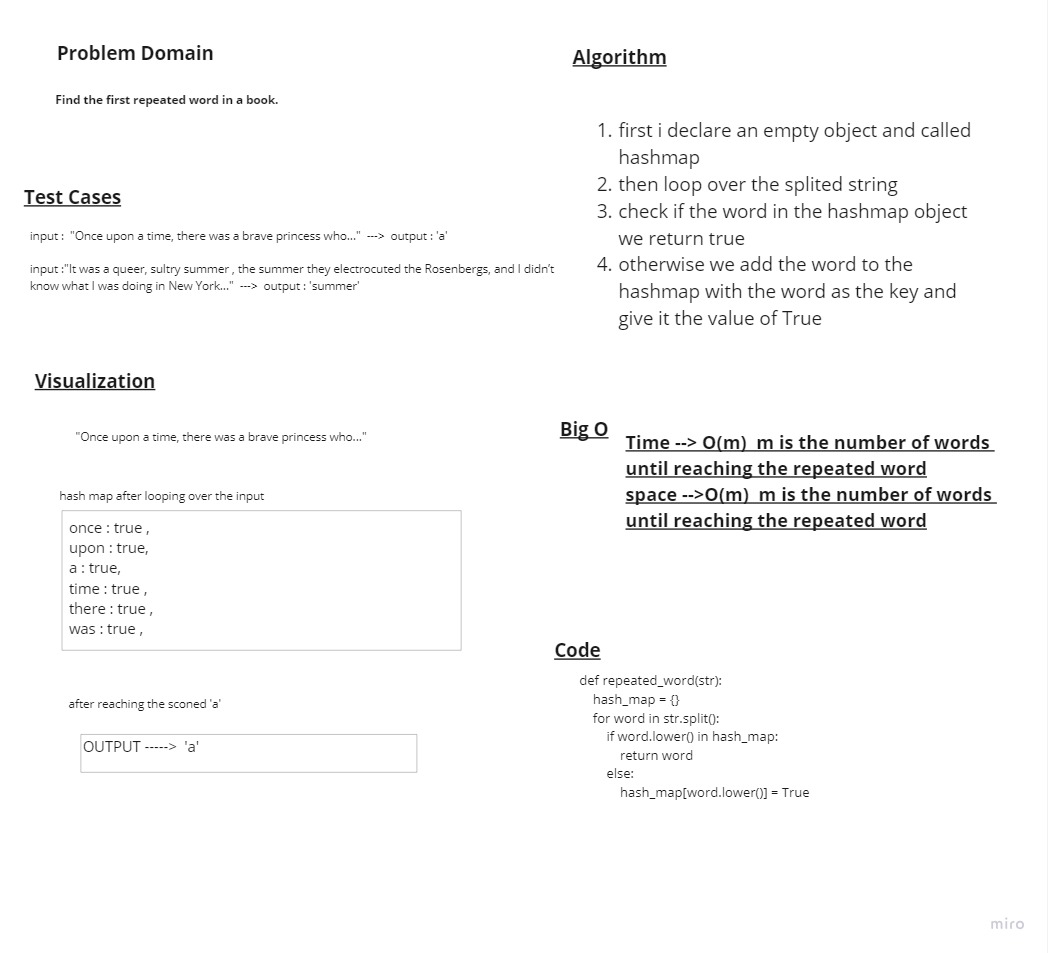 Problem Domain
Find the first repeated word in a book.
Test Cases
input : "Once upon a time, there was a brave princess who..." ---> output : 'a'
input :"It was a queer, sultry summer , the summer they electrocuted the Rosenbergs, and I didn't
know what I was doing in New York..." ---> output : 'summer'
Visualization
"Once upon a time, there was a brave princess who..."
hash map after looping over the input
once : true ,
upon : true,
a : true,
time : true ,
there : true ,
was : true ,
after reaching the sconed 'a'
OUTPUT -----> 'a'
Algorithm
1. first i declare an empty object and called
hashmap
2. then loop over the splited string
3. check if the word in the hashmap object
we return true
4. otherwise we add the word to the
hashmap with the word as the key and
give it the value of True
Big O
Time --> O(m) m is the number of words
until reaching the repeated word
space -->O(m) m is the number of words
until reaching the repeated word
Code
def repeated_word(str):
hash_map = {}
for word in str.split():
if word.lower() in hash_map:
return word
else:
hash_map[word.lower()] = True
miro